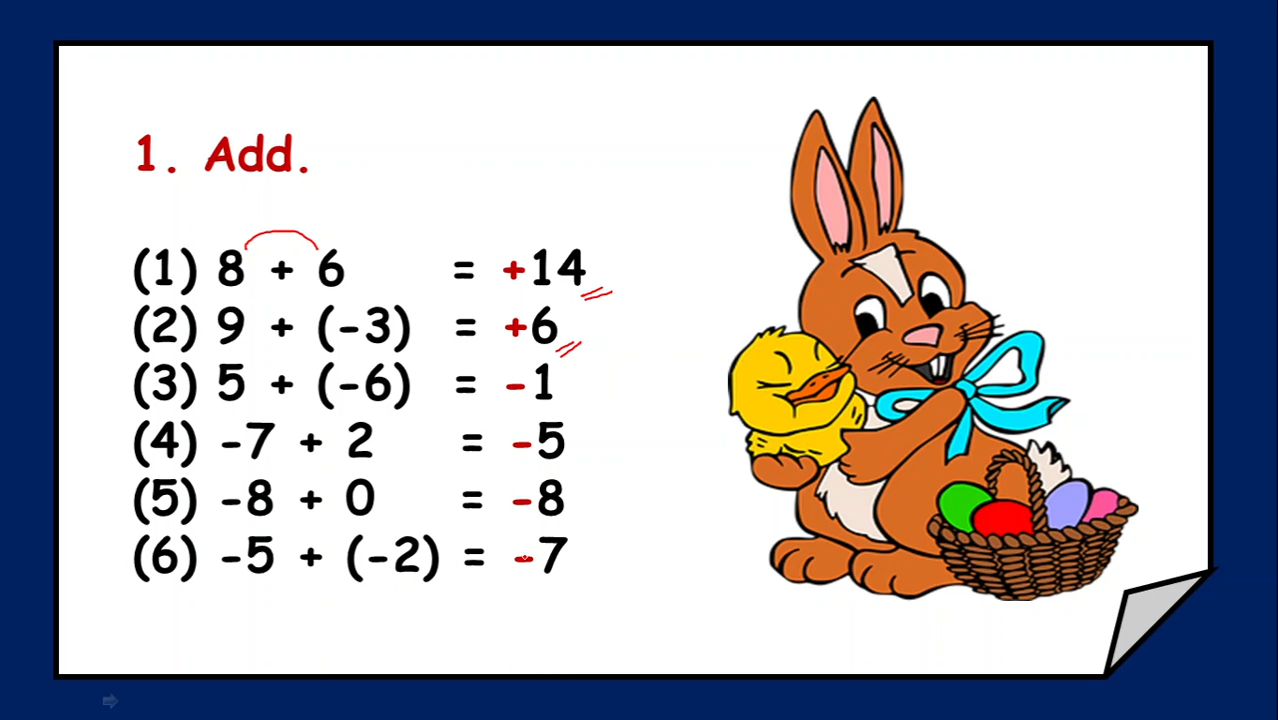 1. Add.
(1) 8 + 6 = +14
(2) 9 + (-3) = +6
(3) 5 + (-6) = -1
(4) -7 + 2 = -5
(5) -8 + 0 = -8
(6) -5 + (-2) = -7